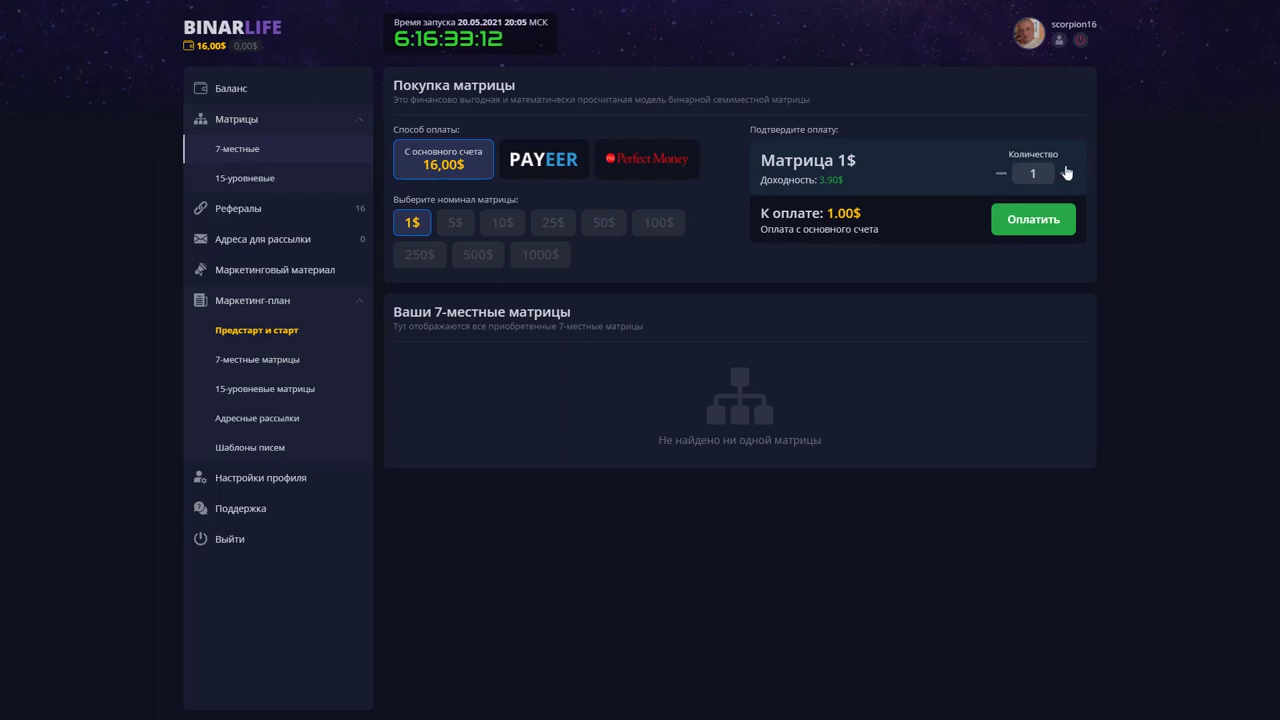 BINARLIFE
16,00$ 0,00$
Время запуска 20.05.2021 20:05 МСК
6:16:33:12
scorpion16
Баланс
Матрицы
7-местные
15-уровневые
Рефералы 16
Адреса для рассылки 0
Маркетинговый материал
Маркетинг-план
Предстарт и старт
7-местные матрицы
15-уровневые матрицы
Адресные рассылки
Шаблоны писем
Настройки профиля
Поддержка
Выйти
Покупка матрицы
Это финансово выгодная и математически просчитаная модель бинарной семиместной матрицы
Способ оплаты:
С основного счета
16,00$
PAYEER
PM Perfect Money
Выберите номинал матрицы:
1$ 5$ 10$ 25$ 50$ 100$
250$ 500$ 1000$
Подтвердите оплату:
Матрица 1$
Доходность: 3.90$
Количество
1
К оплате: 1.00$
Оплата с основного счета
Оплатить
Ваши 7-местные матрицы
Тут отображаются все приобретенные 7-местные матрицы
Не найдено ни одной матрицы